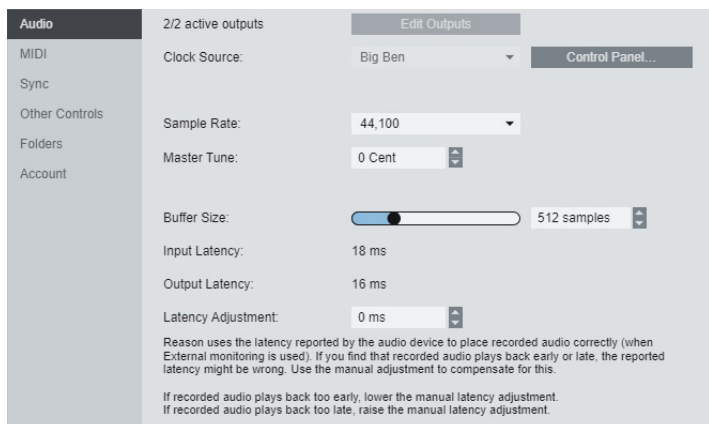 Audio
MIDI
Sync
Other Controls
Folders
Account
2/2 active outputs
Edit Outputs
Clock Source:
Big Ben
Control Panel...
Sample Rate:
44,100
Master Tune:
0 Cent
Buffer Size:
512 samples
Input Latency:
18 ms
Output Latency:
16 ms
Latency Adjustment:
0 ms
Reason uses the latency reported by the audio device to place recorded audio correctly (when
External monitoring is used). If you find that recorded audio plays back early or late, the reported
latency might be wrong. Use the manual adjustment to compensate for this.
If recorded audio plays back too early, lower the manual latency adjustment.
If recorded audio plays back too late, raise the manual latency adjustment.